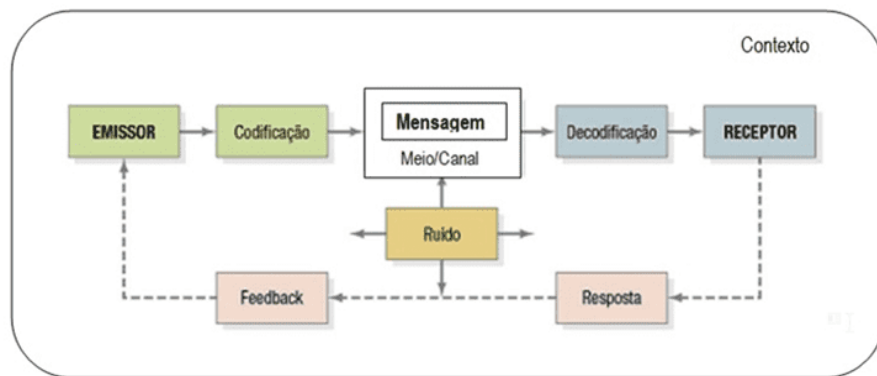 Contexto
EMISSOR
Codificação
Mensagem
Meio/Canal
Decodificação
RECEPTOR
Ruído
Feedback
Resposta